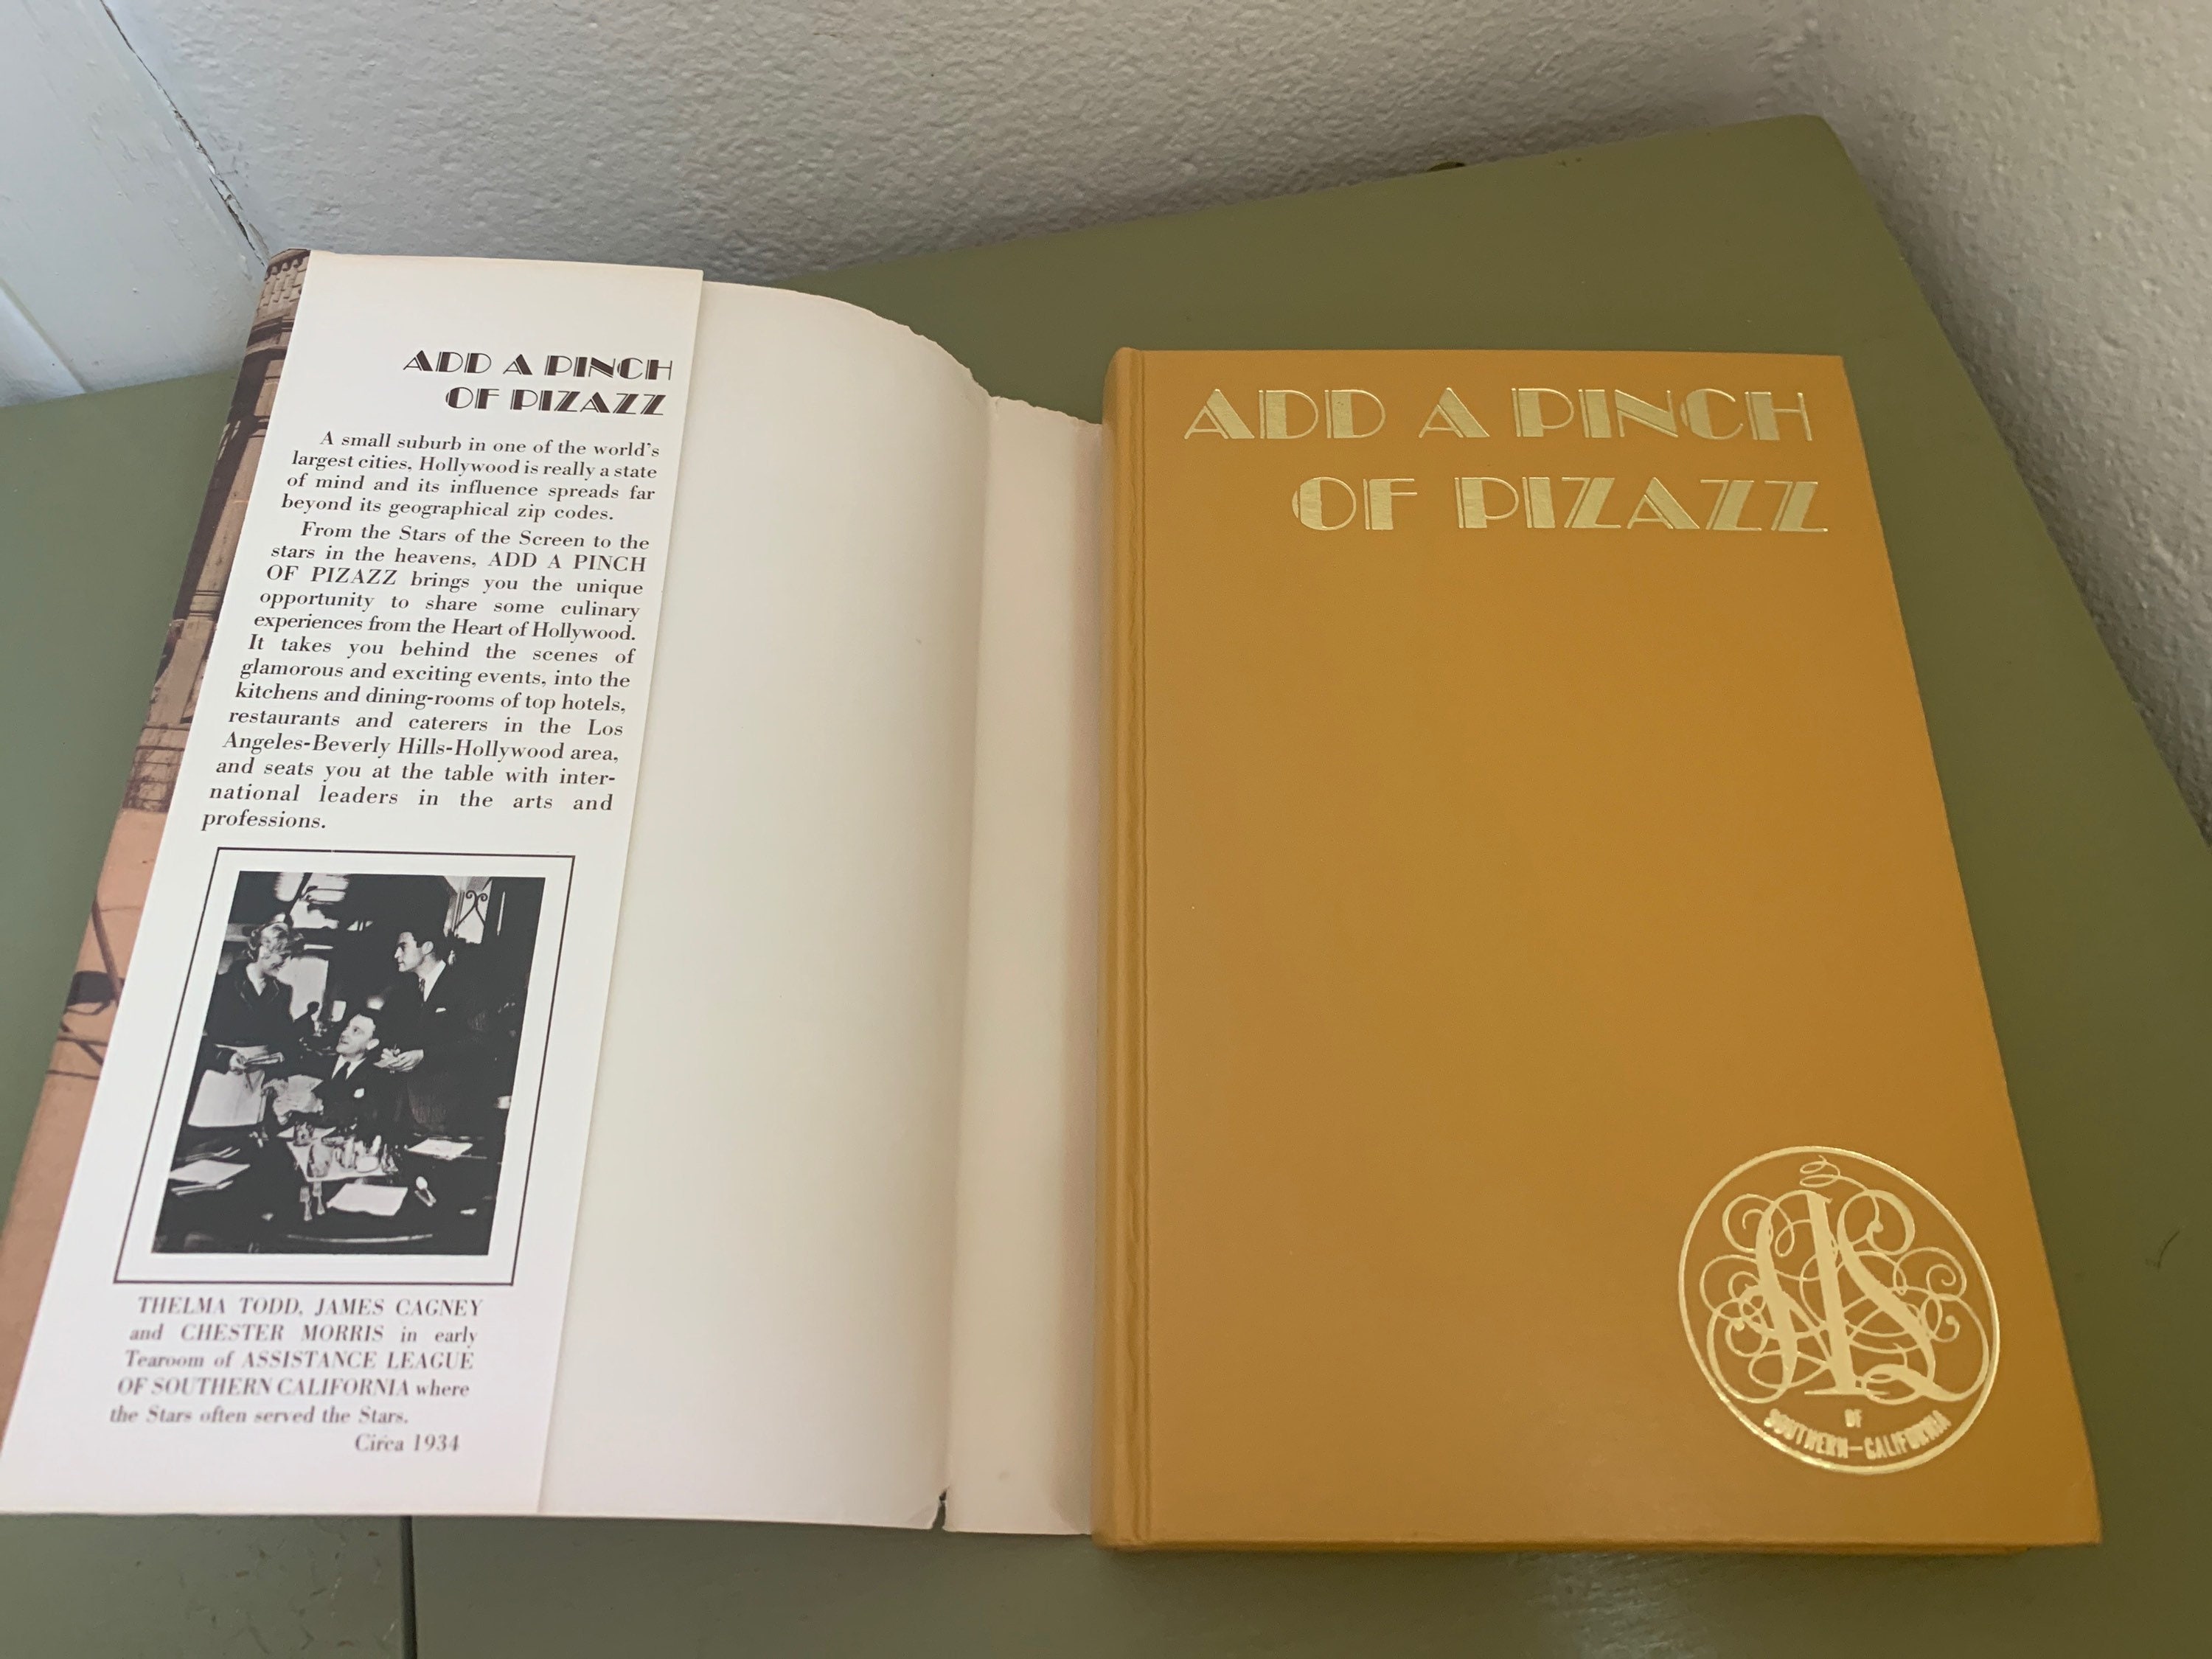 ADD A PINCH
OF PIZAZZ
A small suburb in one of the world's
largest cities, Hollywood is really a state
of mind and its influence spreads far
beyond its geographical zip codes.
From the Stars of the Screen to the
stars in the heavens, ADD A PINCH
OF PIZAZZ brings you the unique
opportunity to share some culinary
experiences from the Heart of Hollywood.
It takes you behind the scenes of
glamorous and exciting events, into the
kitchens and dining-rooms of top hotels,
restaurants and caterers in the Los
Angeles-Beverly Hills-Hollywood area,
and seats you at the table with inter-
national leaders in the arts and
professions.
THELMA TODD, JAMES CAGNEY
and CHESTER MORRIS in early
Tearoom of ASSISTANCE LEAGUE
OF SOUTHERN CALIFORNIA where
the Stars often served the Stars.
Circa 1934
ADD A PINCH
OF PIZAZZ
AL
OF
SOUTHERN-CALIFORNIA